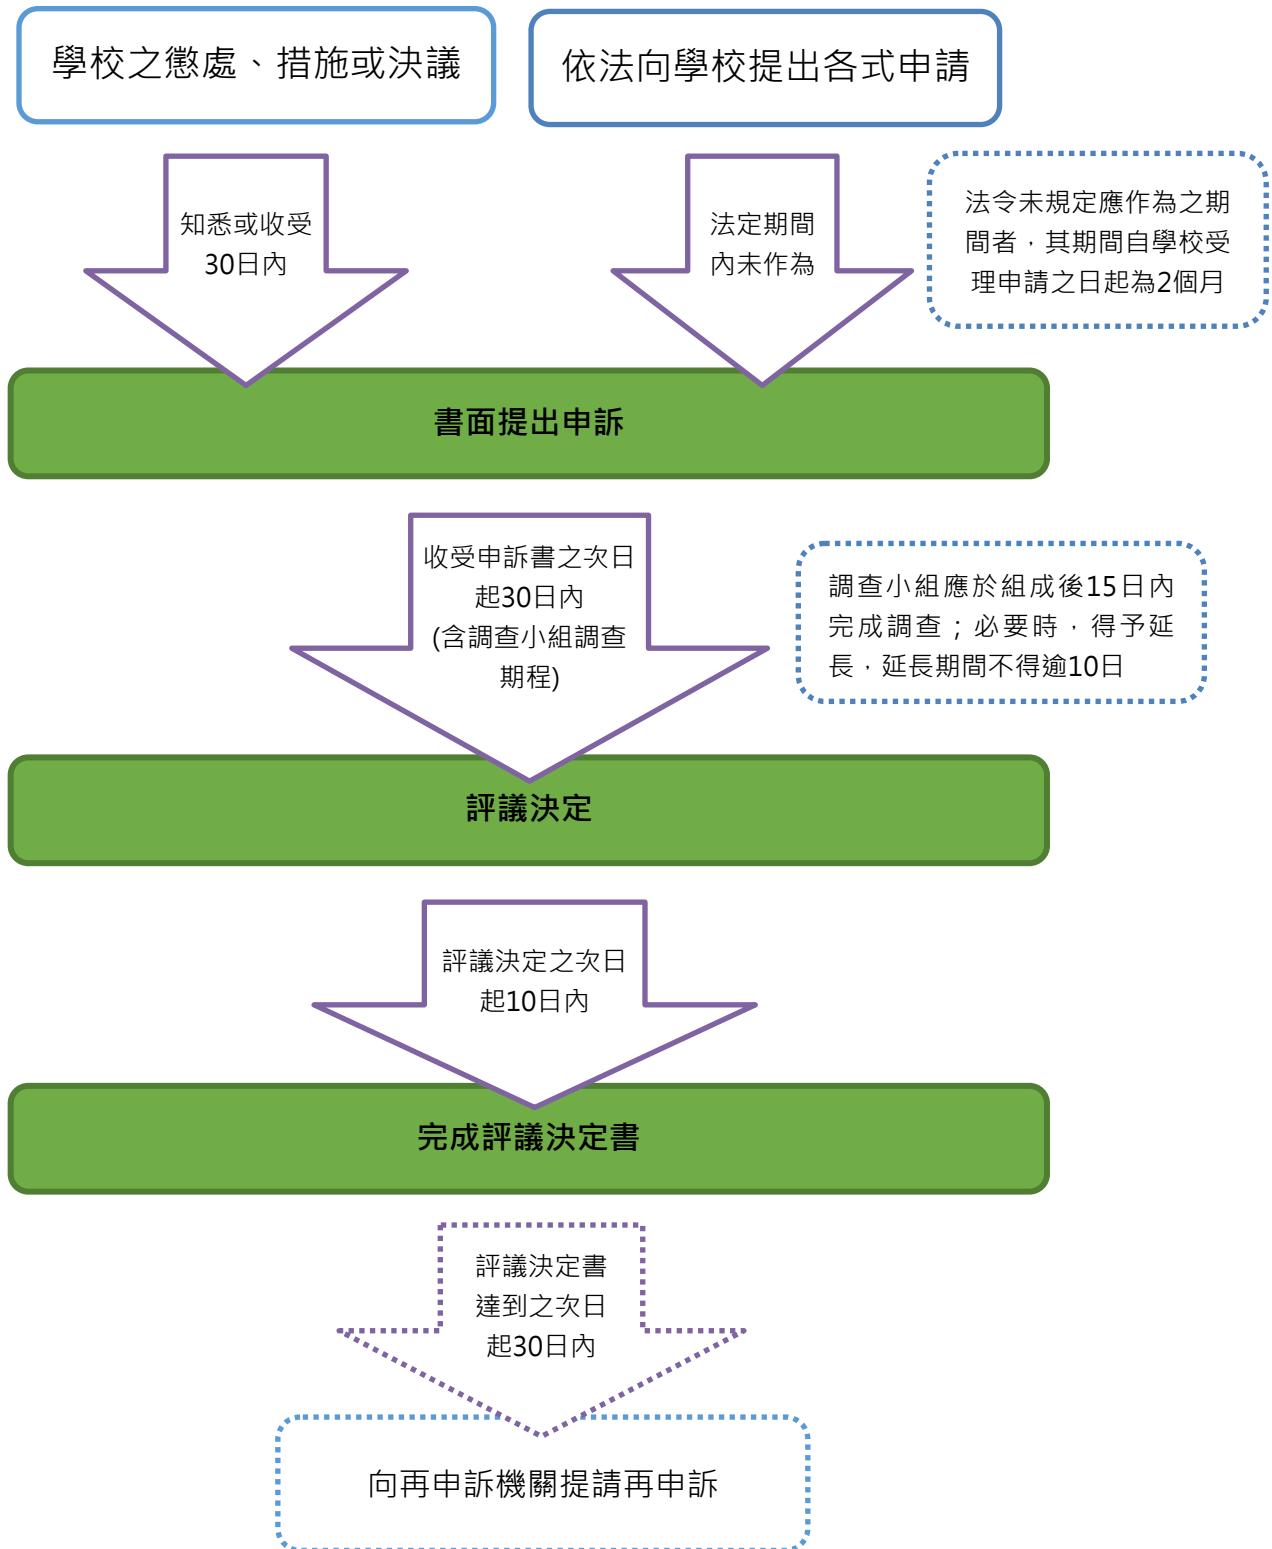 學校之懲處、措施或決議
依法向學校提出各式申請
知悉或收受
30日內
法定期間
內未作為
法令未規定應作為之期
間者，其期間自學校受
理申請之日起為2個月
書面提出申訴
收受申訴書之次日
起30日內
(含調查小組調查
期程)
調查小組應於組成後15日內
完成調查；必要時，得予延
長，延長期間不得逾10日
評議決定
評議決定之次日
起10日內
完成評議決定書
評議決定書
達到之次日
起30日內
向再申訴機關提請再申訴